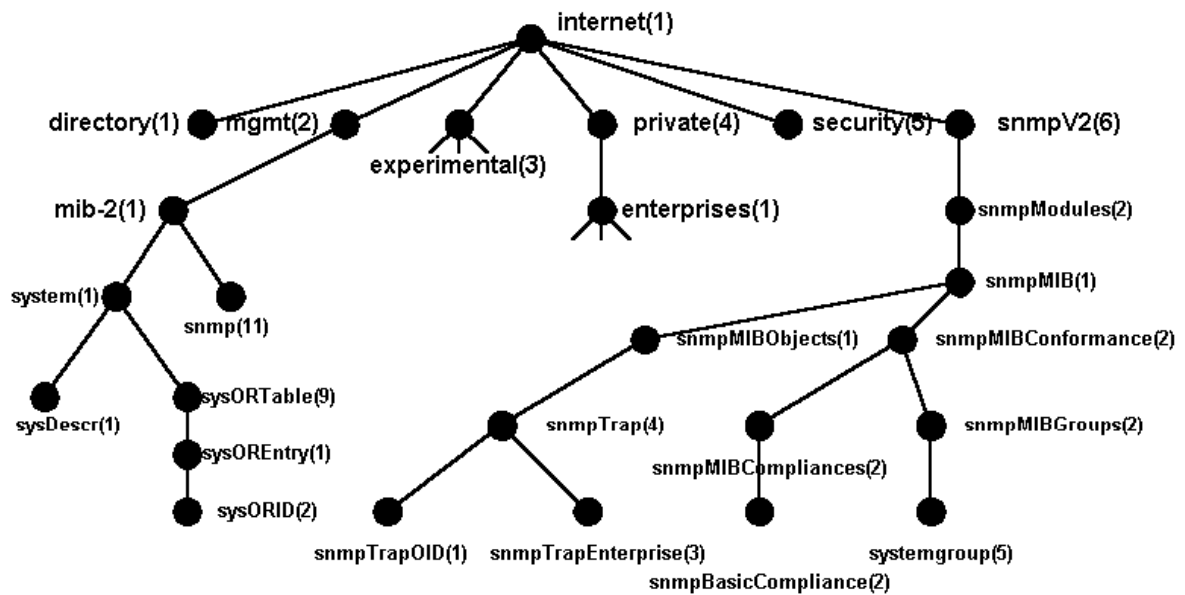 internet(1)
directory(1)
mgmt(2)
experimental(3)
private(4)
security(5)
snmpV2(6)
mib-2(1)
enterprises(1)
snmpModules(2)
system(1)
snmp(11)
snmpMIB(1)
snmpMIBObjects(1)
snmpMIBConformance(2)
sysDescr(1)
sysORTable(9)
snmpTrap(4)
snmpMIBGroups(2)
sysOREntry(1)
snmpMIBCompliances(2)
sysORID(2)
snmpTrapOID(1)
snmpTrapEnterprise(3)
systemgroup(5)
snmpBasicCompliance(2)